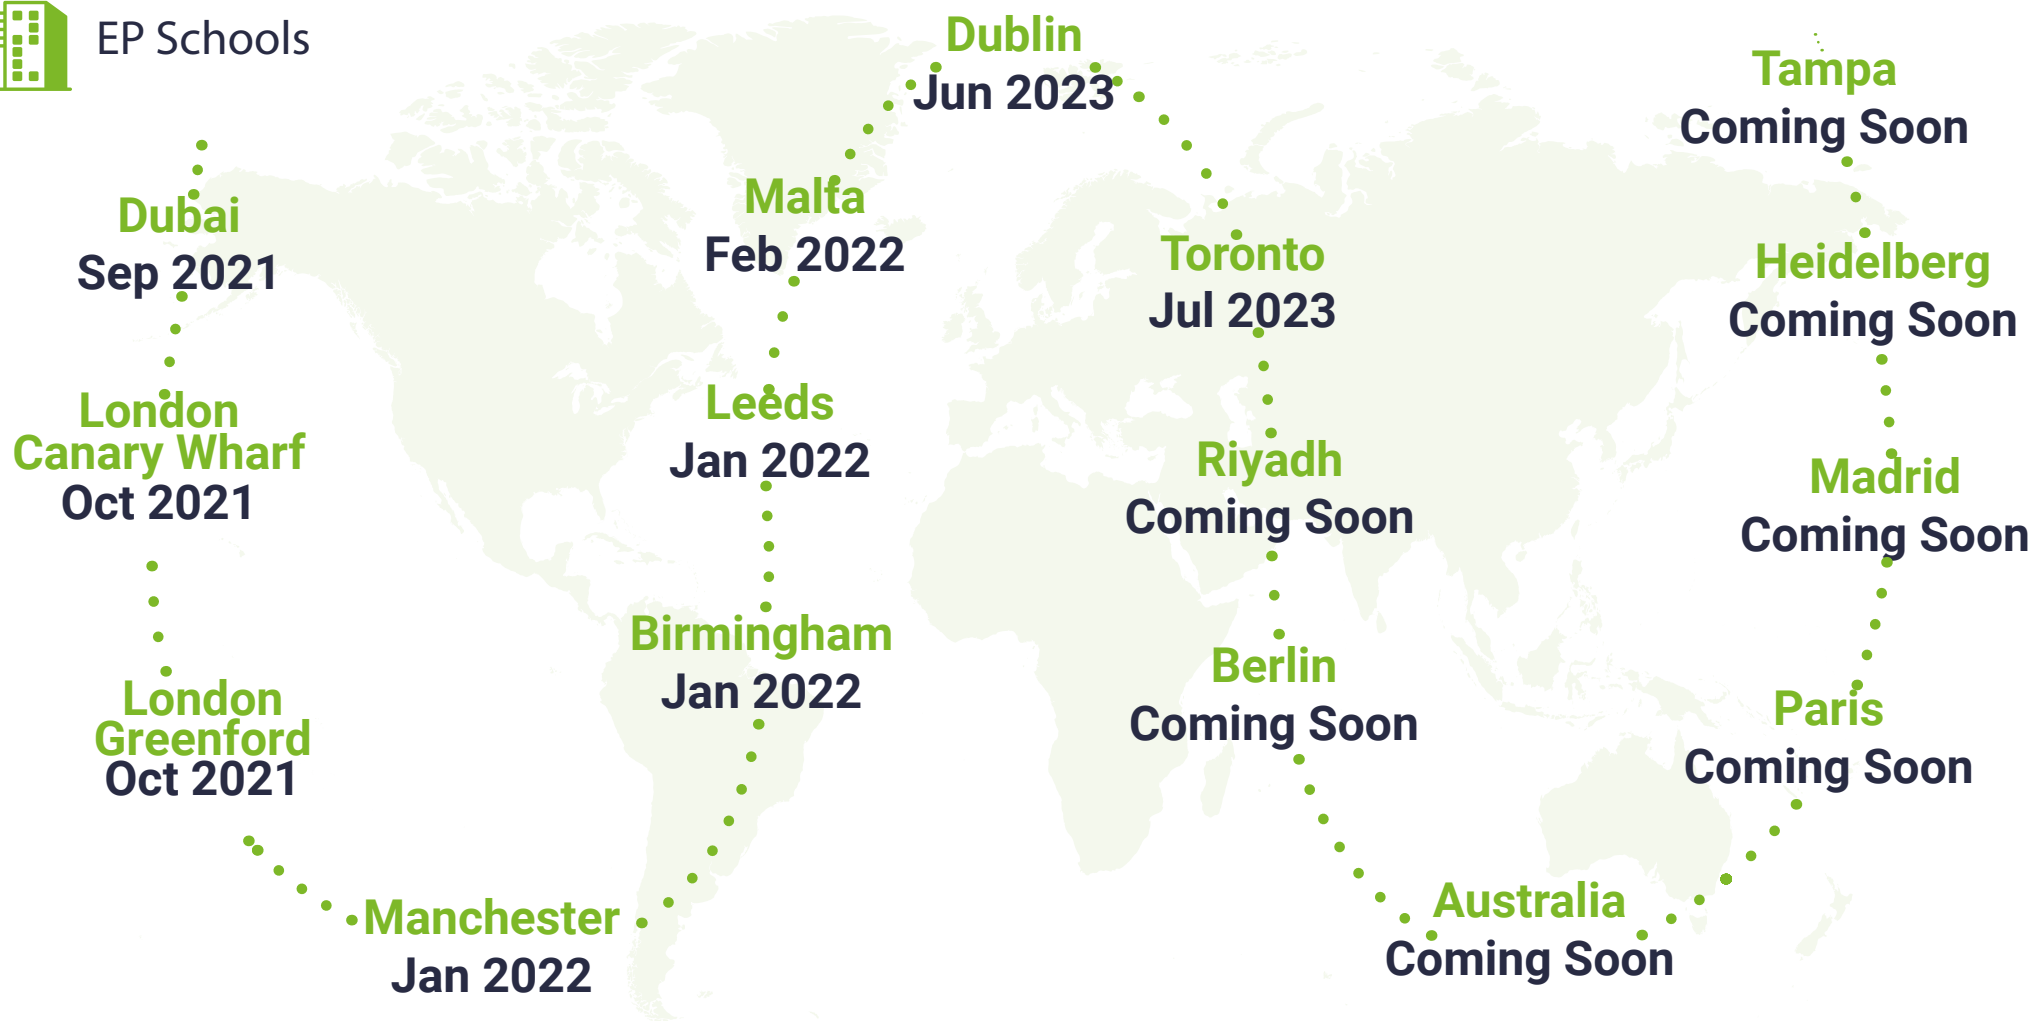 EP Schools
Dubai
Sep 2021
London
Canary Wharf
Oct 2021
London
Greenford
Oct 2021
Manchester
Jan 2022
Birmingham
Jan 2022
Leeds
Jan 2022
Malta
Feb 2022
Dublin
Jun 2023
Toronto
Jul 2023
Riyadh
Coming Soon
Berlin
Coming Soon
Australia
Coming Soon
Paris
Coming Soon
Madrid
Coming Soon
Heidelberg
Coming Soon
Tampa
Coming Soon